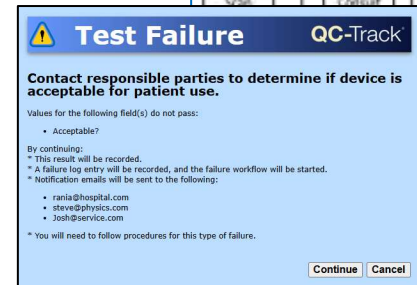 Test Failure
QC-Track
Contact responsible parties to determine if device is
acceptable for patient use.
Values for the following field(s) do not pass:
• Acceptable?
By continuing:
* This result will be recorded.
* A failure log entry will be recorded, and the failure workflow will be started.
* Notification emails will be sent to the following:
• rania@hospital.com
• steve@physics.com
• Josh@service.com
* You will need to follow procedures for this type of failure.
Continue Cancel